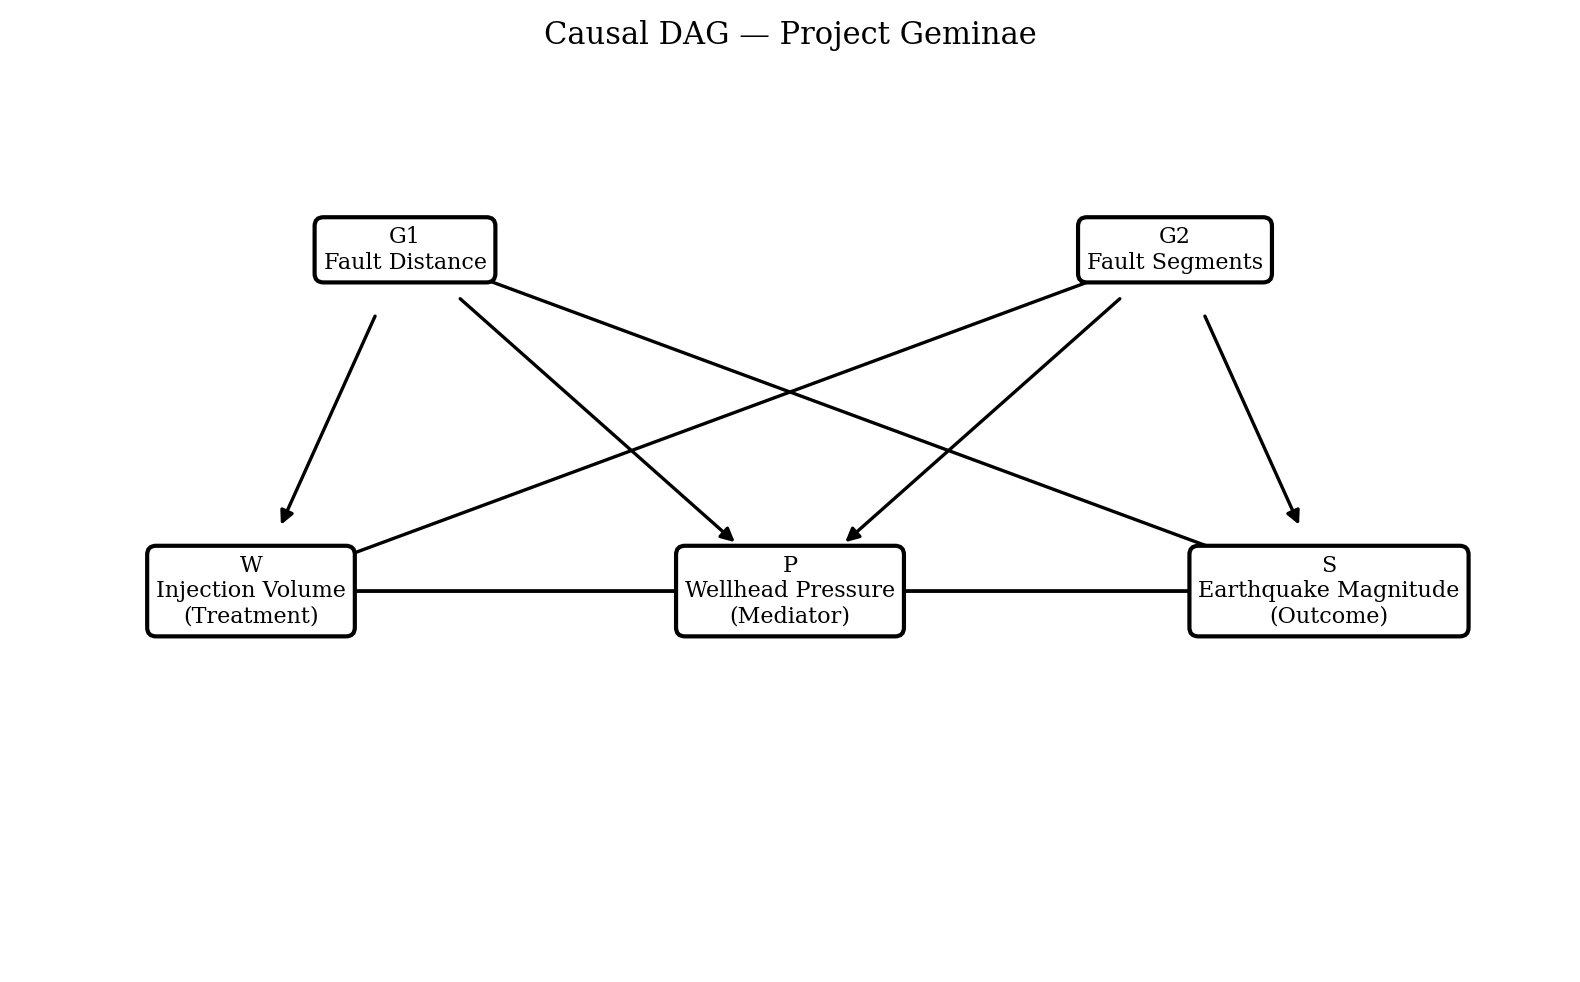 Causal DAG — Project Geminae
G1
Fault Distance
G2
Fault Segments
W
Injection Volume
(Treatment)
P
Wellhead Pressure
(Mediator)
S
Earthquake Magnitude
(Outcome)